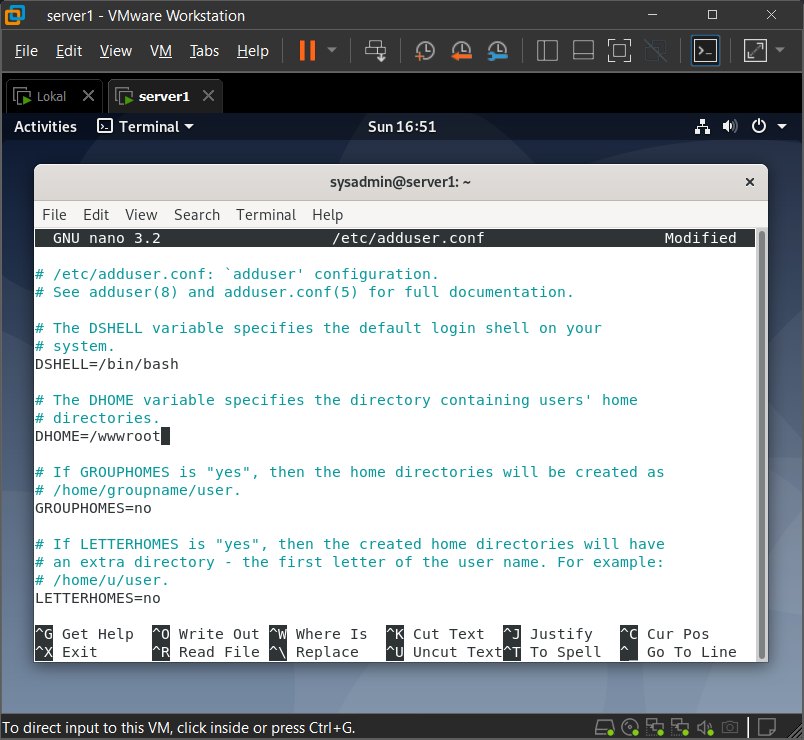 server1 - VMware Workstation
File Edit View VM Tabs Help
Lokal server1
Activities Terminal Sun 16:51
sysadmin@server1: ~
File Edit View Search Terminal Help
GNU nano 3.2 /etc/adduser.conf Modified
# /etc/adduser.conf: `adduser' configuration.
# See adduser(8) and adduser.conf(5) for full documentation.
# The DSHELL variable specifies the default login shell on your
# system.
DSHELL=/bin/bash
# The DHOME variable specifies the directory containing users' home
# directories.
DHOME=/wwwroot
# If GROUPHOMES is "yes", then the home directories will be created as
# /home/groupname/user.
GROUPHOMES=no
# If LETTERHOMES is "yes", then the created home directories will have
# an extra directory - the first letter of the user name. For example:
# /home/u/user.
LETTERHOMES=no
^G Get Help ^O Write Out ^W Where Is ^K Cut Text ^J Justify ^C Cur Pos
^X Exit ^R Read File ^\ Replace ^U Uncut Text ^T To Spell ^_ Go To Line
To direct input to this VM, click inside or press Ctrl+G.